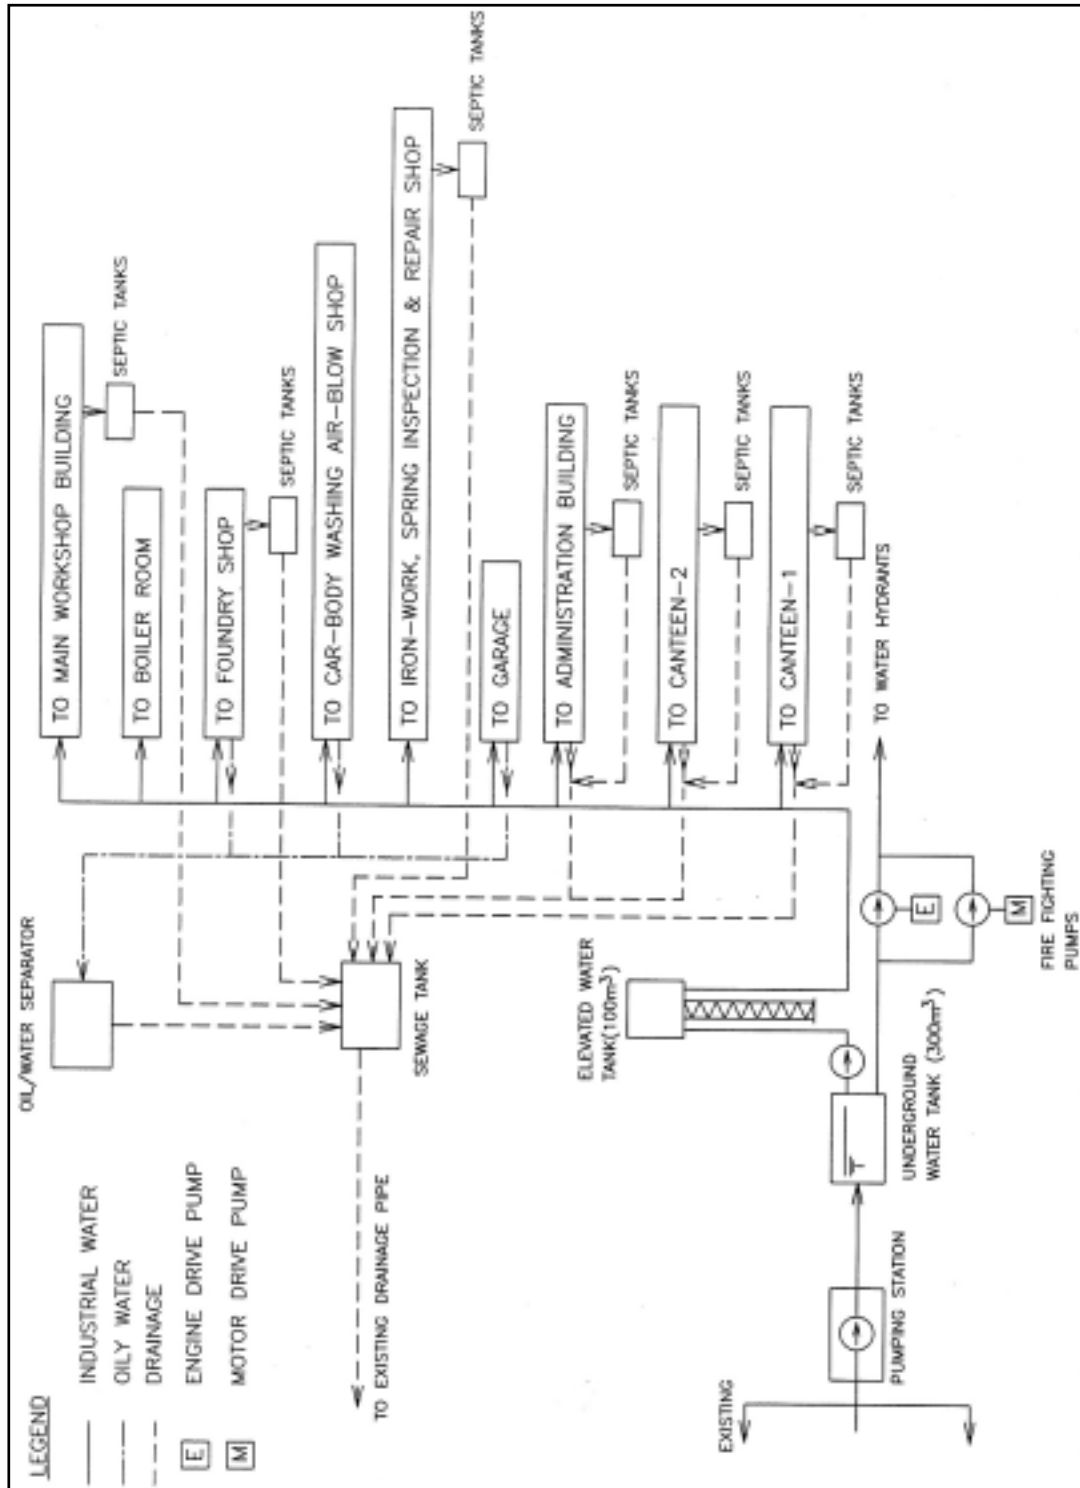 TO MAIN WORKSHOP BUILDING
SEPTIC TANKS
TO BOILER ROOM
TO FOUNDRY SHOP
SEPTIC TANKS
TO CAR-BODY WASHING AIR-BLOW SHOP
TO IRON-WORK, SPRING INSPECTION & REPAIR SHOP
SEPTIC TANKS
TO GARAGE
TO ADMINISTRATION BUILDING
SEPTIC TANKS
TO CANTEEN-2
SEPTIC TANKS
TO CANTEEN-1
SEPTIC TANKS
TO WATER HYDRANTS
OIL/WATER SEPARATOR
SEWAGE TANK
TO EXISTING DRAINAGE PIPE
ELEVATED WATER
TANK(100m³)
E
M
FIRE FIGHTING
PUMPS
UNDERGROUND
WATER TANK (300m³)
PUMPING STATION
EXISTING
LEGEND
INDUSTRIAL WATER
OILY WATER
DRAINAGE
E ENGINE DRIVE PUMP
M MOTOR DRIVE PUMP